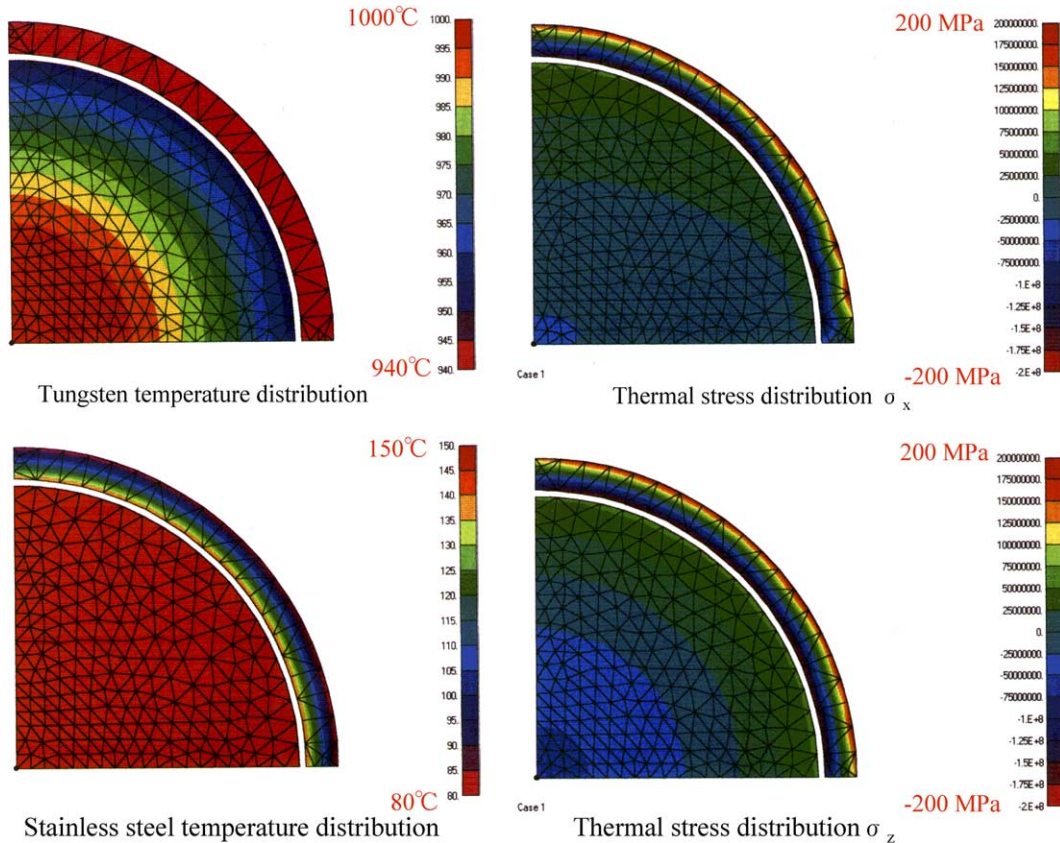 1000℃
1000.
995.
990.
985.
980.
975.
970.
965.
960.
955.
950.
945.
940.
940℃
Tungsten temperature distribution
200 MPa
200000000.
175000000.
150000000.
125000000.
100000000.
75000000.
50000000.
25000000.
0.
-25000000.
-50000000.
-75000000.
-1.E+8
-1.25E+8
-1.5E+8
-1.75E+8
-2.E+8
-200 MPa
Case 1
Thermal stress distribution σ x
150℃
150.
145.
140.
135.
130.
125.
120.
115.
110.
105.
100.
95.
90.
85.
80.
80℃
Stainless steel temperature distribution
200 MPa
200000000.
175000000.
150000000.
125000000.
100000000.
75000000.
50000000.
25000000.
0.
-25000000.
-50000000.
-75000000.
-1.E+8
-1.25E+8
-1.5E+8
-1.75E+8
-2.E+8
-200 MPa
Case 1
Thermal stress distribution σ z